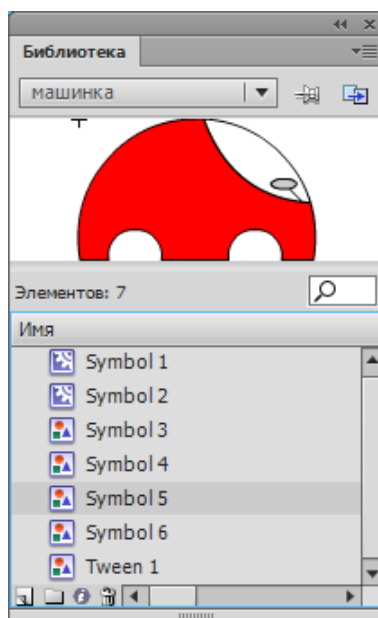 Библиотека
машинка
Элементов: 7
Имя
Symbol 1
Symbol 2
Symbol 3
Symbol 4
Symbol 5
Symbol 6
Tween 1